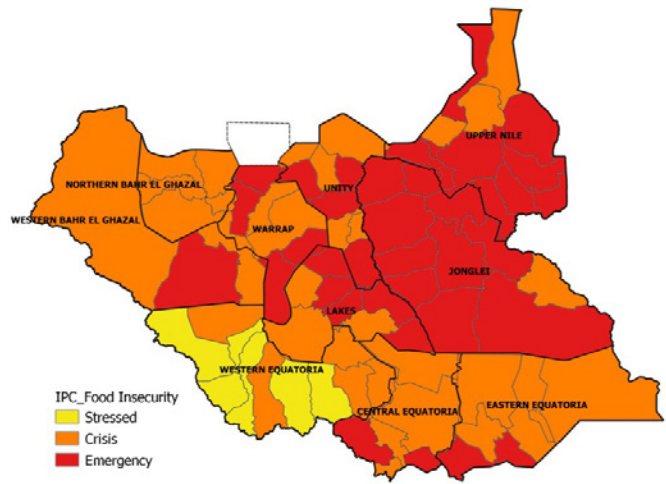 UPPER NILE
NORTHERN BAHR EL GHAZAL
UNITY
WESTERN BAHR EL GHAZAL
WARRAP
JONGLEI
LAKES
WESTERN EQUATORIA
CENTRAL EQUATORIA
EASTERN EQUATORIA
IPC_Food Insecurity
Stressed
Crisis
Emergency